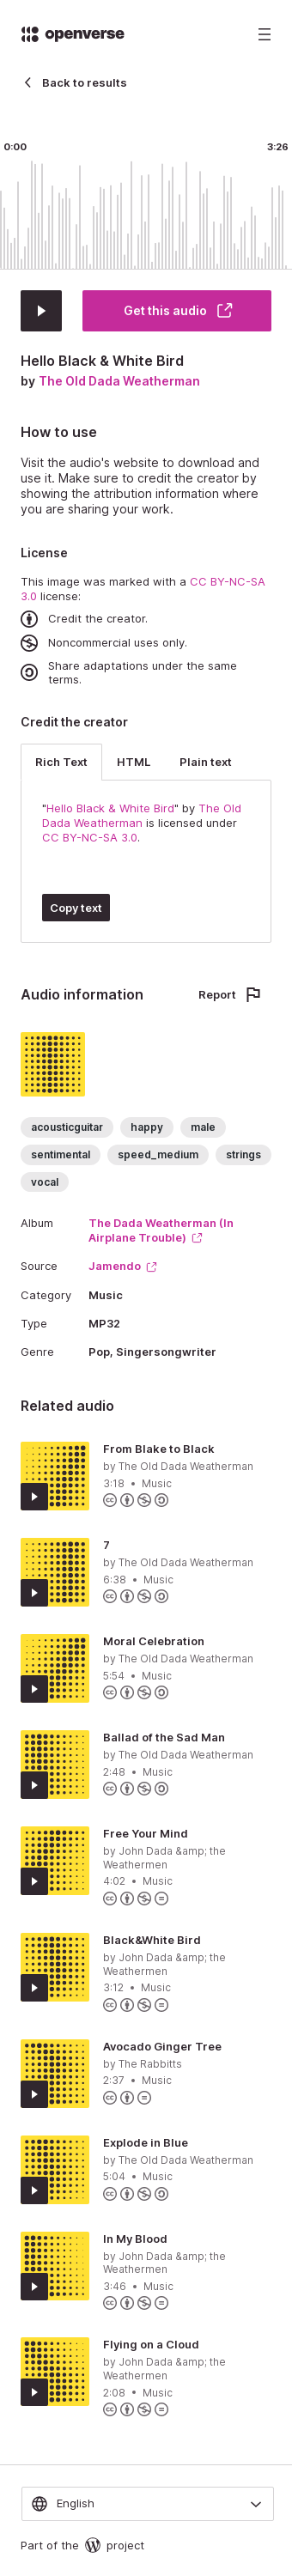 openverse
Back to results
0:00
3:26
Get this audio
Hello Black & White Bird
by The Old Dada Weatherman
How to use
Visit the audio's website to download and
use it. Make sure to credit the creator by
showing the attribution information where
you are sharing your work.
License
This image was marked with a CC BY-NC-SA
3.0 license:
Credit the creator.
Noncommercial uses only.
Share adaptations under the same
terms.
Credit the creator
Rich Text HTML Plain text
"Hello Black & White Bird" by The Old
Dada Weatherman is licensed under
CC BY-NC-SA 3.0.
Copy text
Audio information
Report
acousticguitar happy male
sentimental speed_medium strings
vocal
Album The Dada Weatherman (In
Airplane Trouble)
Source Jamendo
Category Music
Type MP32
Genre Pop, Singersongwriter
Related audio
From Blake to Black
by The Old Dada Weatherman
3:18 • Music
7
by The Old Dada Weatherman
6:38 • Music
Moral Celebration
by The Old Dada Weatherman
5:54 • Music
Ballad of the Sad Man
by The Old Dada Weatherman
2:48 • Music
Free Your Mind
by John Dada &amp; the
Weathermen
4:02 • Music
Black&White Bird
by John Dada &amp; the
Weathermen
3:12 • Music
Avocado Ginger Tree
by The Rabbitts
2:37 • Music
Explode in Blue
by The Old Dada Weatherman
5:04 • Music
In My Blood
by John Dada &amp; the
Weathermen
3:46 • Music
Flying on a Cloud
by John Dada &amp; the
Weathermen
2:08 • Music
English
Part of the project